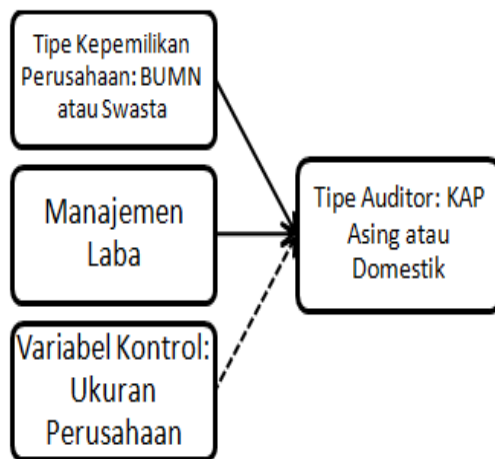 Tipe Kepemilikan
Perusahaan: BUMN
atau Swasta
Manajemen
Laba
Variabel Kontrol:
Ukuran
Perusahaan
Tipe Auditor: KAP
Asing atau
Domestik